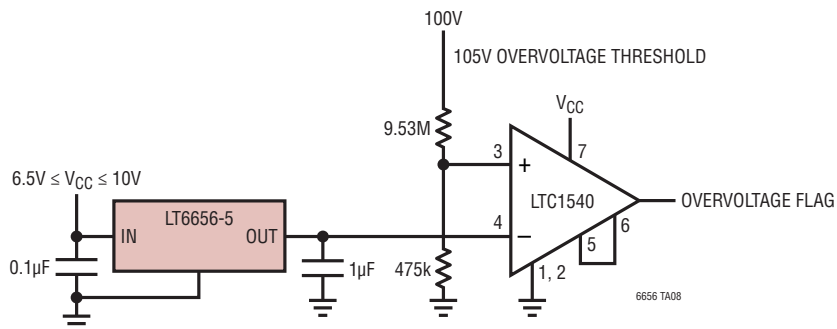 100V
105V OVERVOLTAGE THRESHOLD
9.53M
VCC
3
7
6.5V ≤ VCC ≤ 10V
LT6656-5
IN
OUT
+
LTC1540
OVERVOLTAGE FLAG
4
–
6
5
0.1µF
1µF
475k
1, 2
6656 TA08